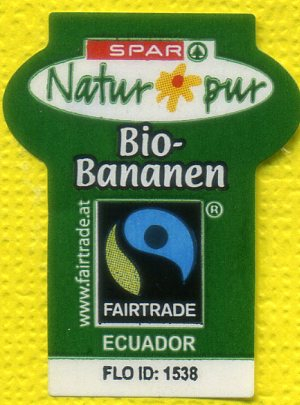 SPAR
Natur pur
Bio-
Bananen
www.fairtrade.at
®
FAIRTRADE
ECUADOR
FLO ID: 1538